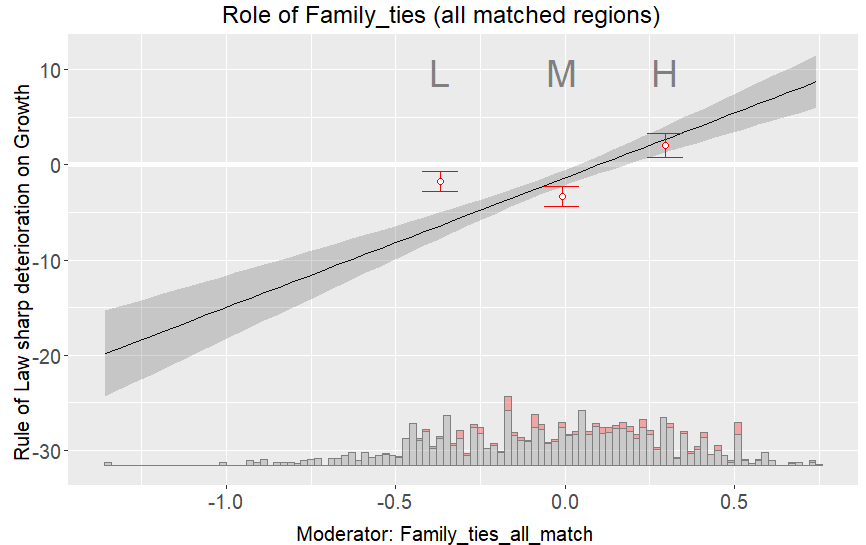 Role of Family_ties (all matched regions)
Rule of Law sharp deterioration on Growth
10
0
-10
-20
-30
L M H
-1.0 -0.5 0.0 0.5
Moderator: Family_ties_all_match